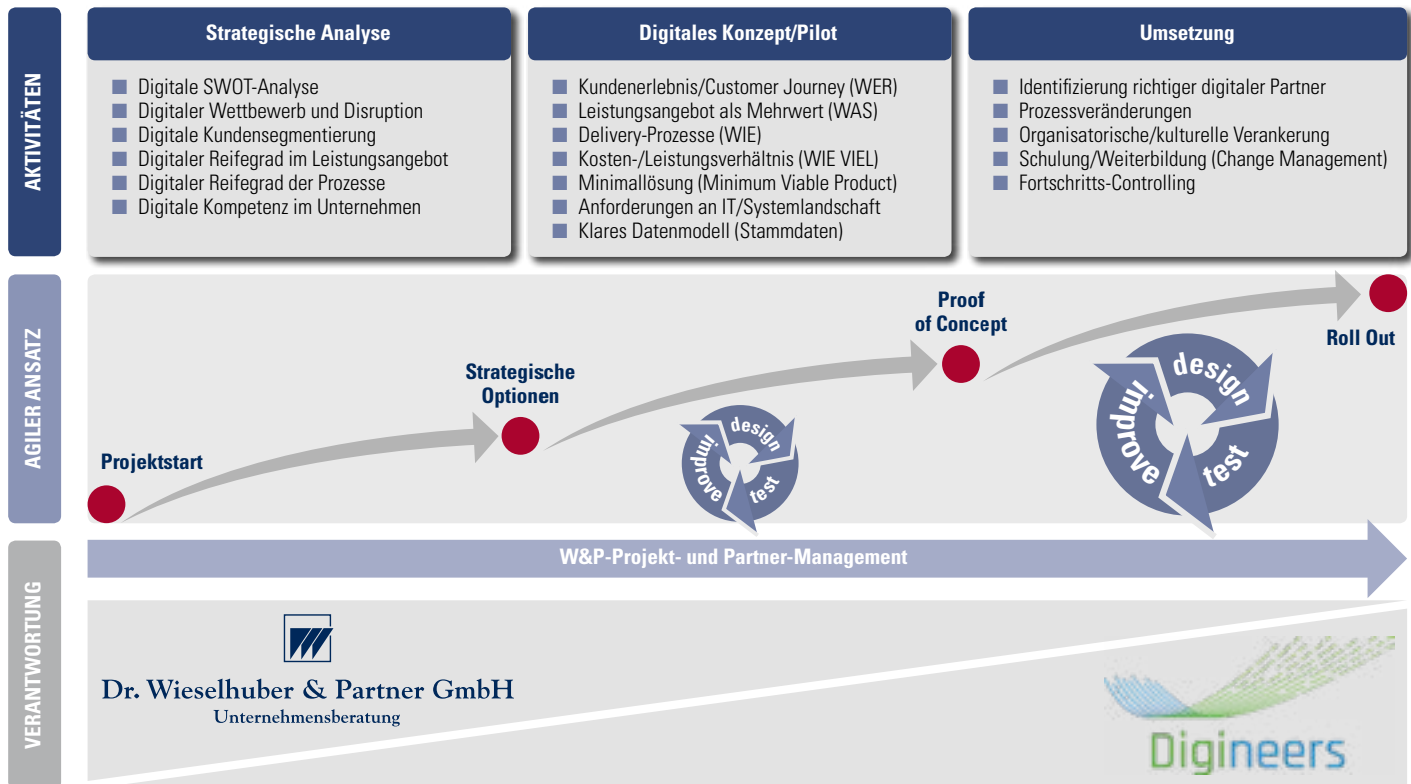 AKTIVITÄTEN
Strategische Analyse
Digitale SWOT-Analyse
Digitaler Wettbewerb und Disruption
Digitale Kundensegmentierung
Digitaler Reifegrad im Leistungsangebot
Digitaler Reifegrad der Prozesse
Digitale Kompetenz im Unternehmen
Digitales Konzept/Pilot
Kundenerlebnis/Customer Journey (WER)
Leistungsangebot als Mehrwert (WAS)
Delivery-Prozesse (WIE)
Kosten-/Leistungsverhältnis (WIE VIEL)
Minimallösung (Minimum Viable Product)
Anforderungen an IT/Systemlandschaft
Klares Datenmodell (Stammdaten)
Umsetzung
Identifizierung richtiger digitaler Partner
Prozessveränderungen
Organisatorische/kulturelle Verankerung
Schulung/Weiterbildung (Change Management)
Fortschritts-Controlling
AGILER ANSATZ
Projektstart
Strategische
Optionen
design
test
improve
Proof
of Concept
design
test
improve
Roll Out
VERANTWORTUNG
W&P-Projekt- und Partner-Management
Dr. Wieselhuber & Partner GmbH
Unternehmensberatung
Digineers